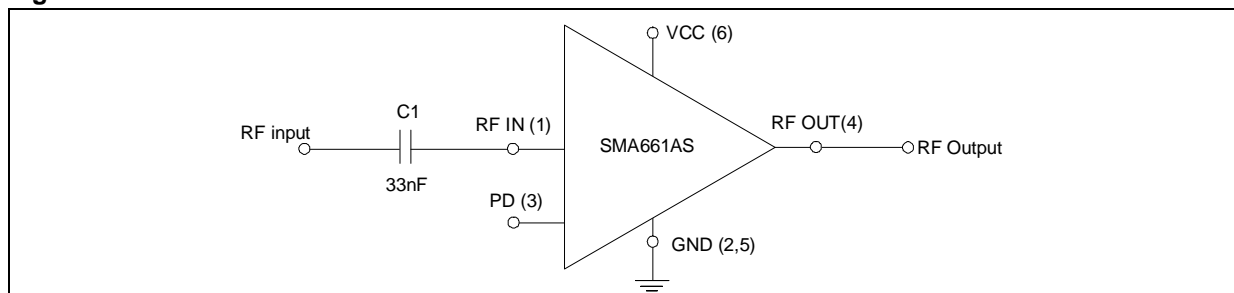 VCC (6)
C1
RF input
RF IN (1)
SMA661AS
RF OUT(4)
RF Output
33nF
PD (3)
GND (2,5)